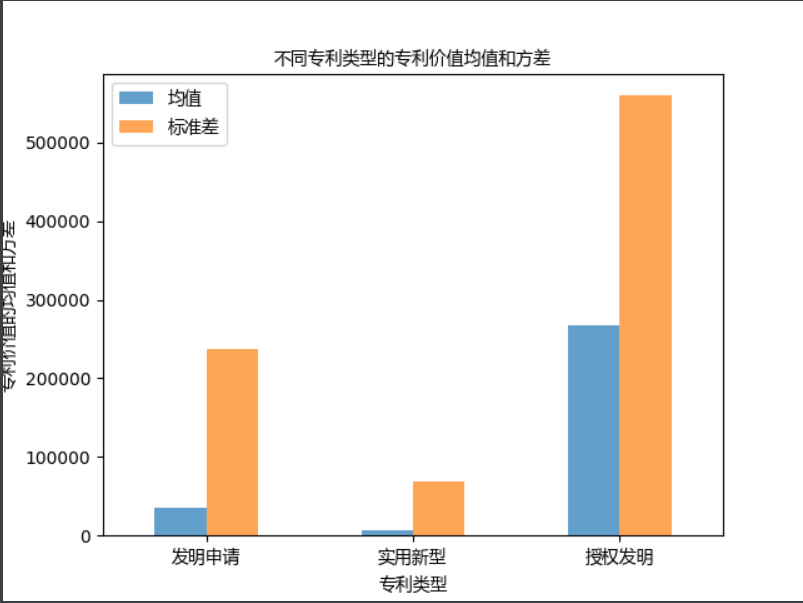 不同专利类型的专利价值均值和方差
均值
标准差
500000
400000
300000
200000
100000
0
专利价值的均值和方差
发明申请
实用新型
授权发明
专利类型